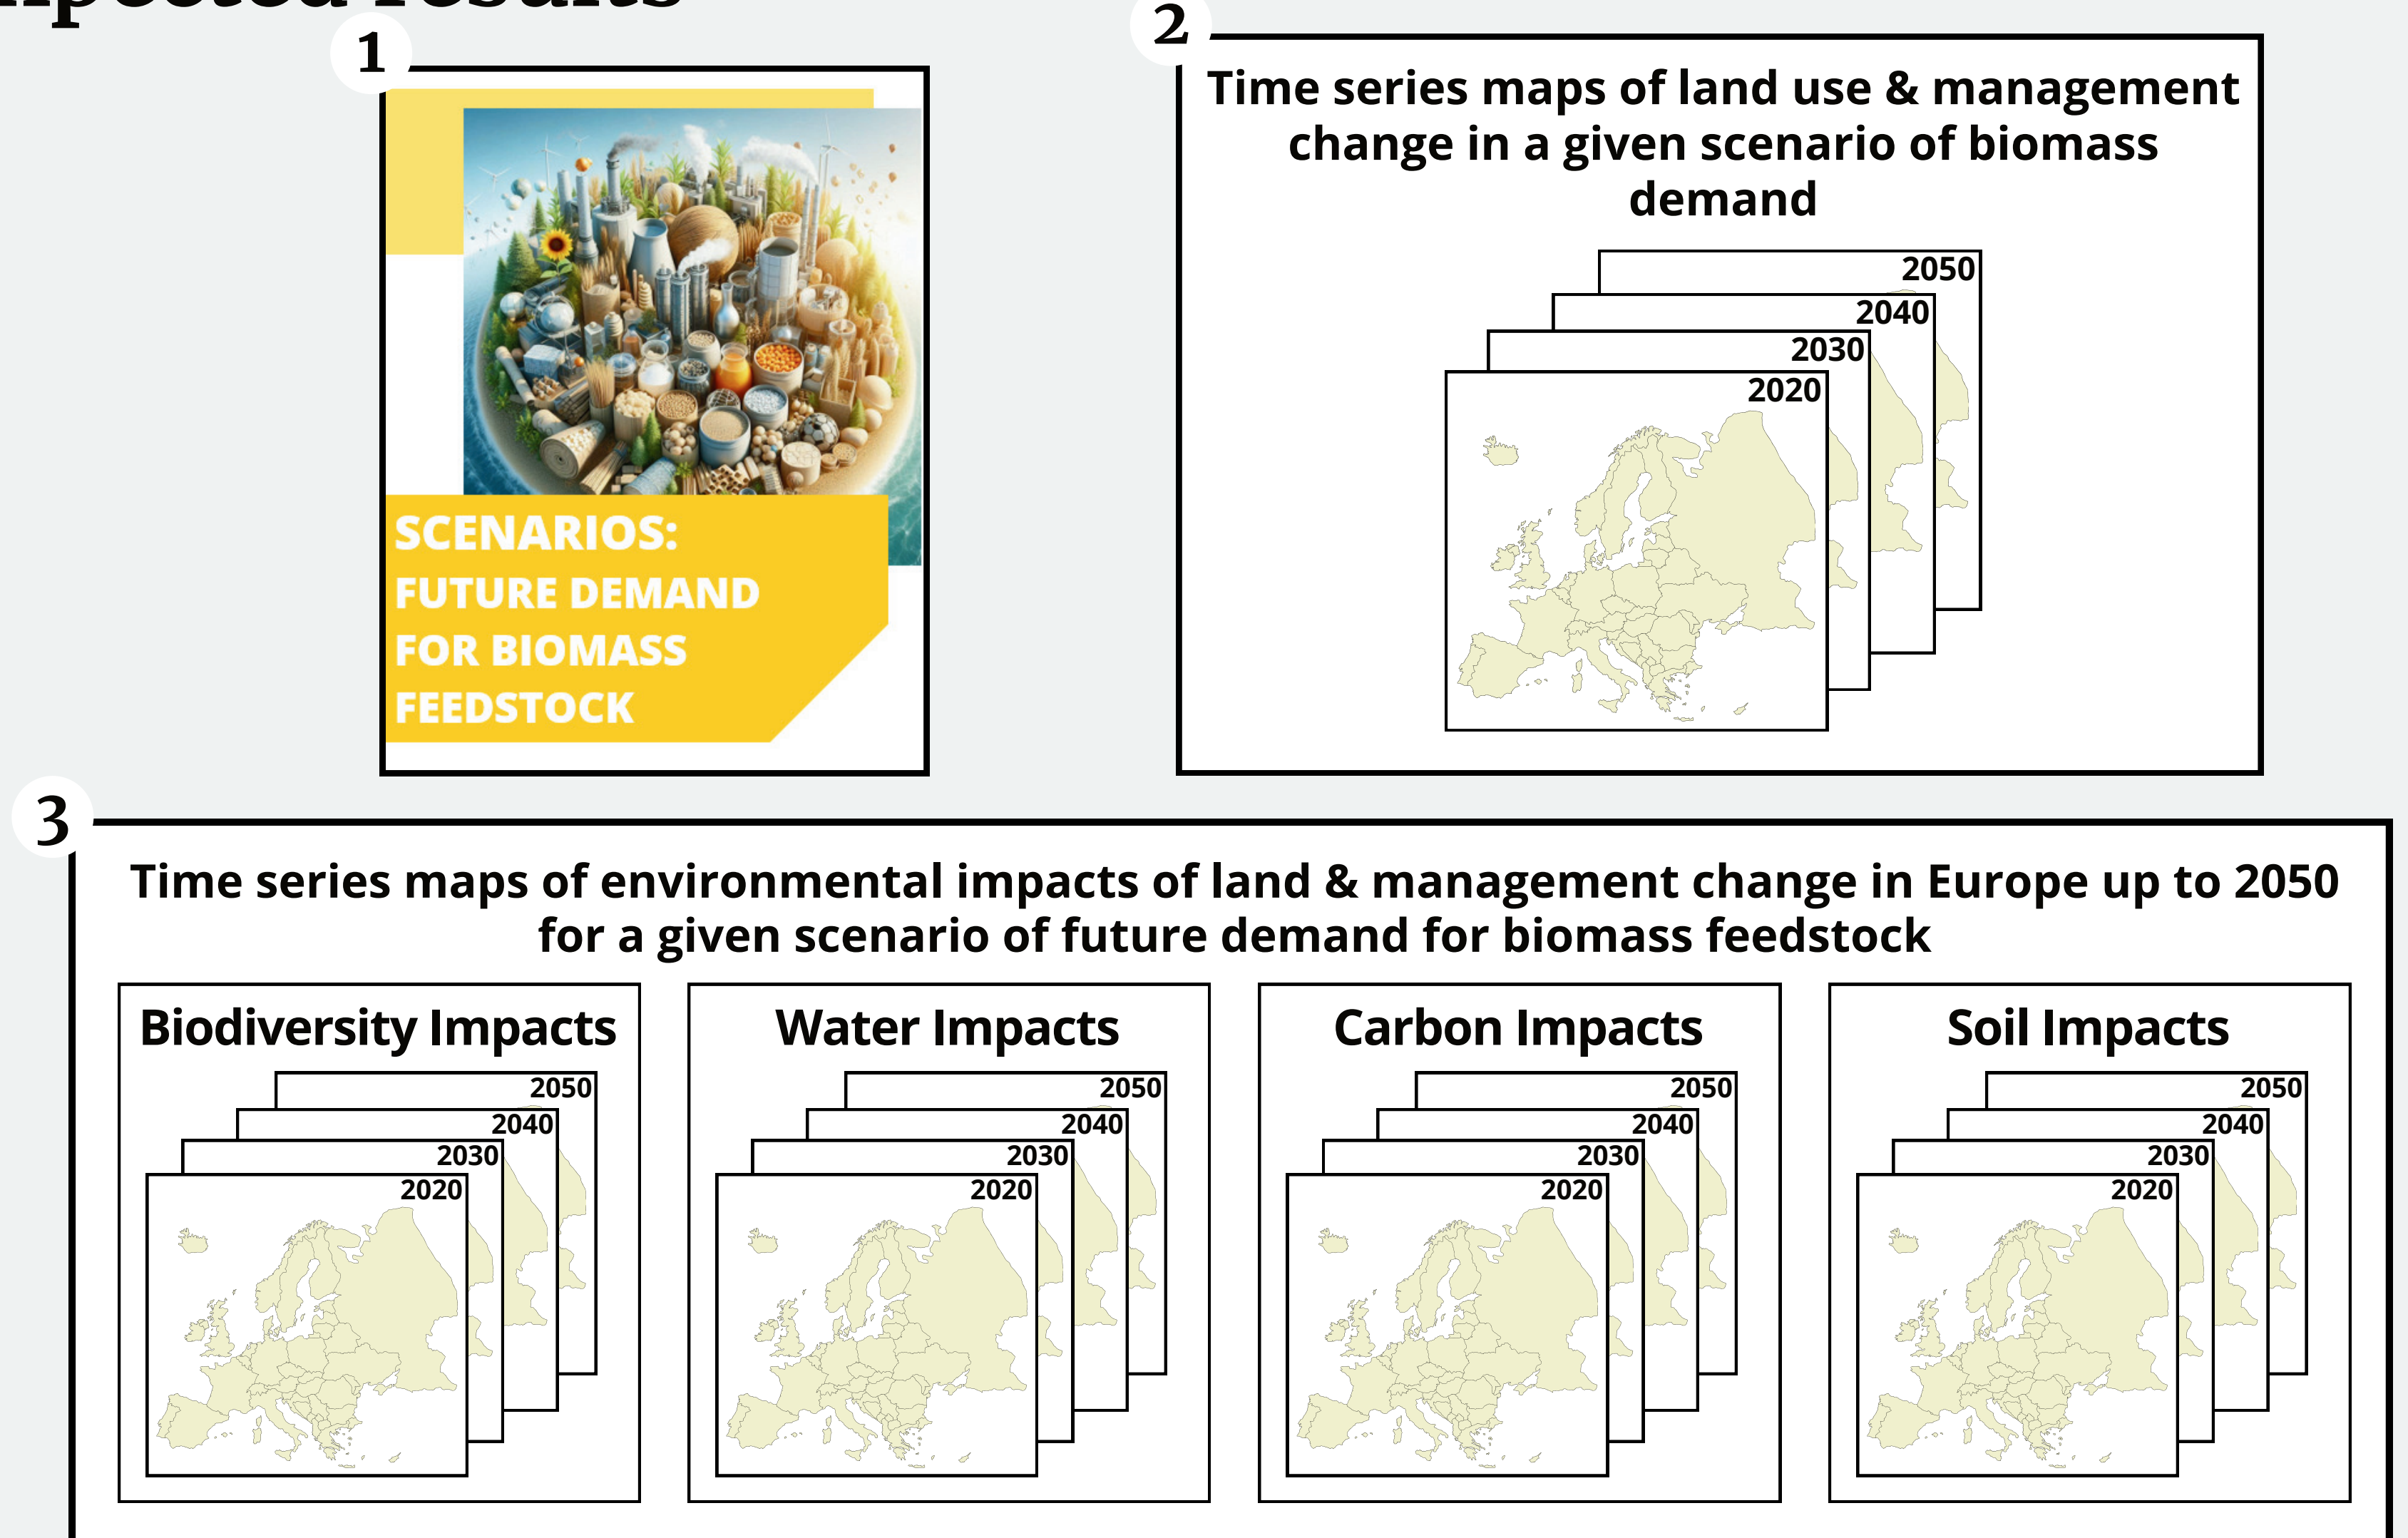 results
1
SCENARIOS:
FUTURE DEMAND
FOR BIOMASS
FEEDSTOCK
2
Time series maps of land use & management
change in a given scenario of biomass
demand
2050
2040
2030
2020
3
Time series maps of environmental impacts of land & management change in Europe up to 2050
for a given scenario of future demand for biomass feedstock
Biodiversity Impacts
2050
2040
2030
2020
Water Impacts
2050
2040
2030
2020
Carbon Impacts
2050
2040
2030
2020
Soil Impacts
2050
2040
2030
2020